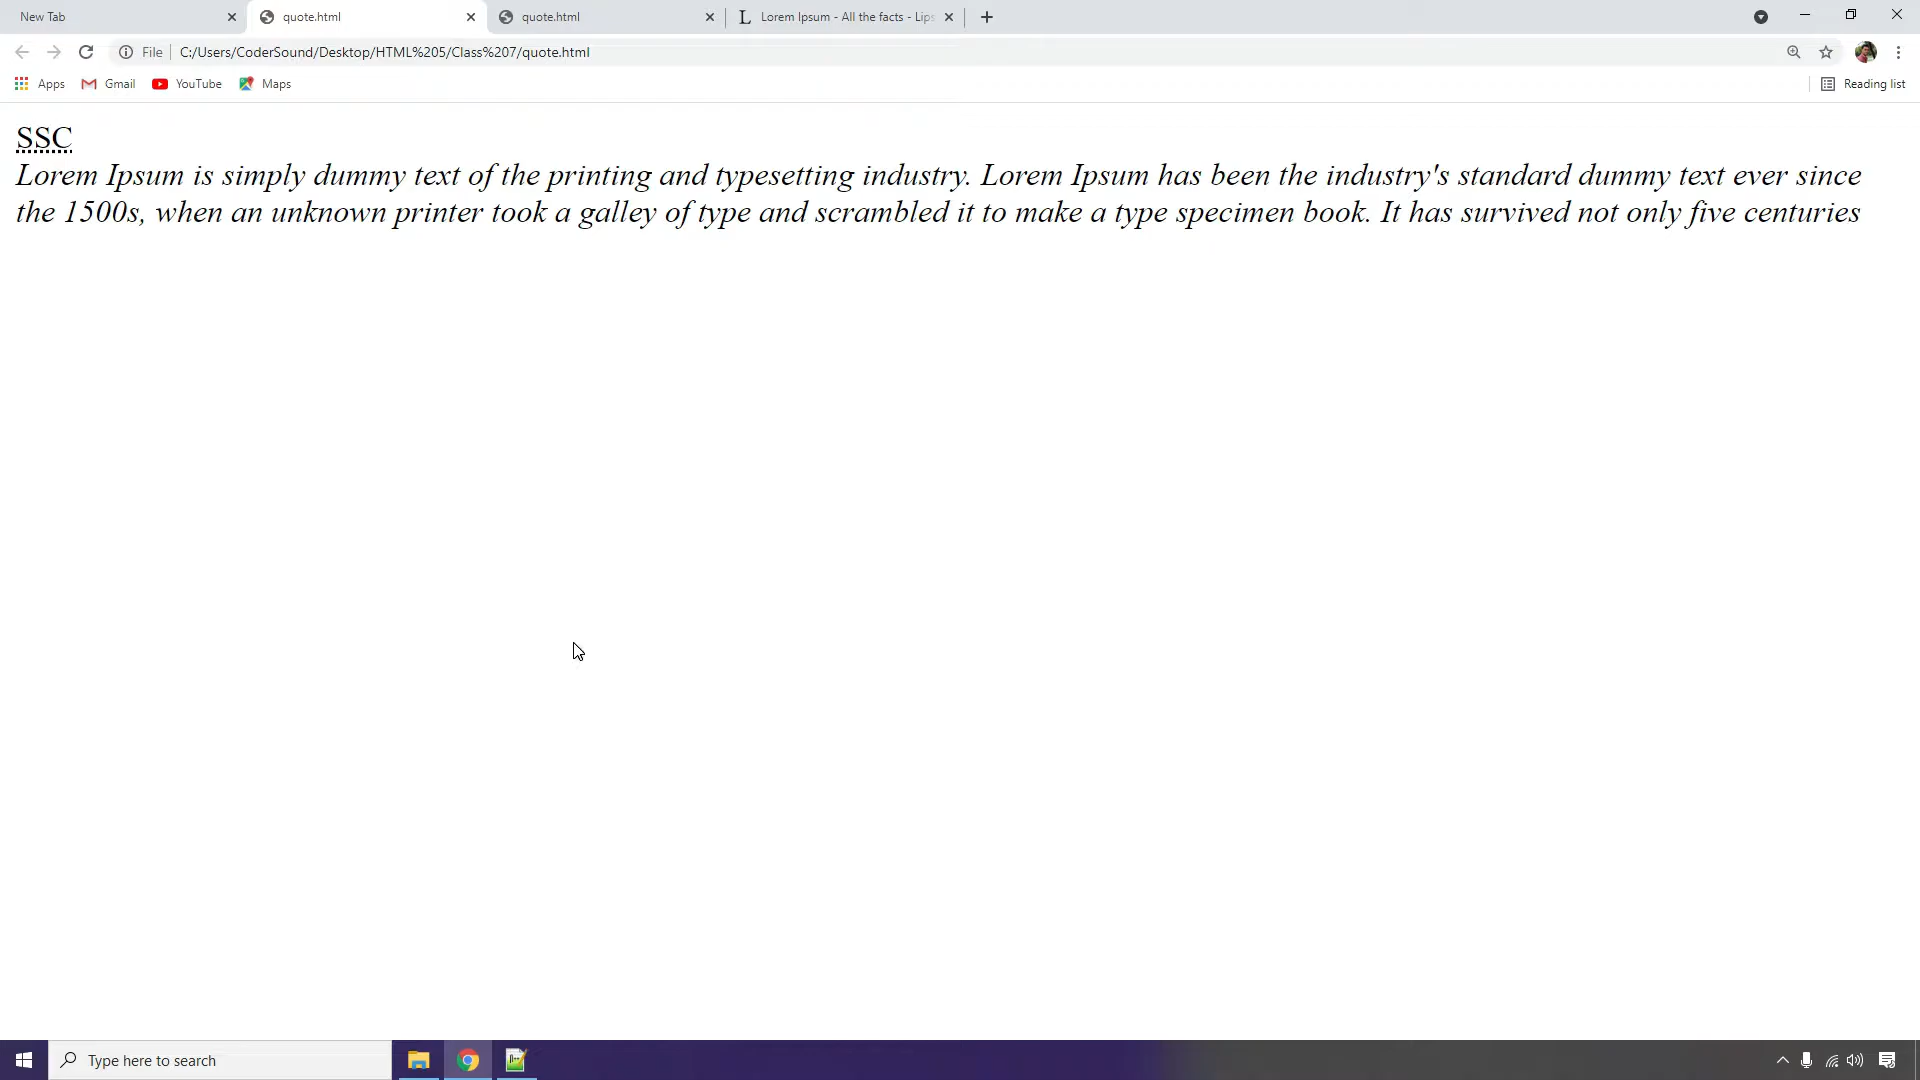 New Tab
quote.html
quote.html
Lorem Ipsum - All the facts - Lips
File
C:/Users/CoderSound/Desktop/HTML%205/Class%207/quote.html
Apps
Gmail
YouTube
Maps
Reading list
SSC
Lorem Ipsum is simply dummy text of the printing and typesetting industry. Lorem Ipsum has been the industry's standard dummy text ever since
the 1500s, when an unknown printer took a galley of type and scrambled it to make a type specimen book. It has survived not only five centuries
Type here to search